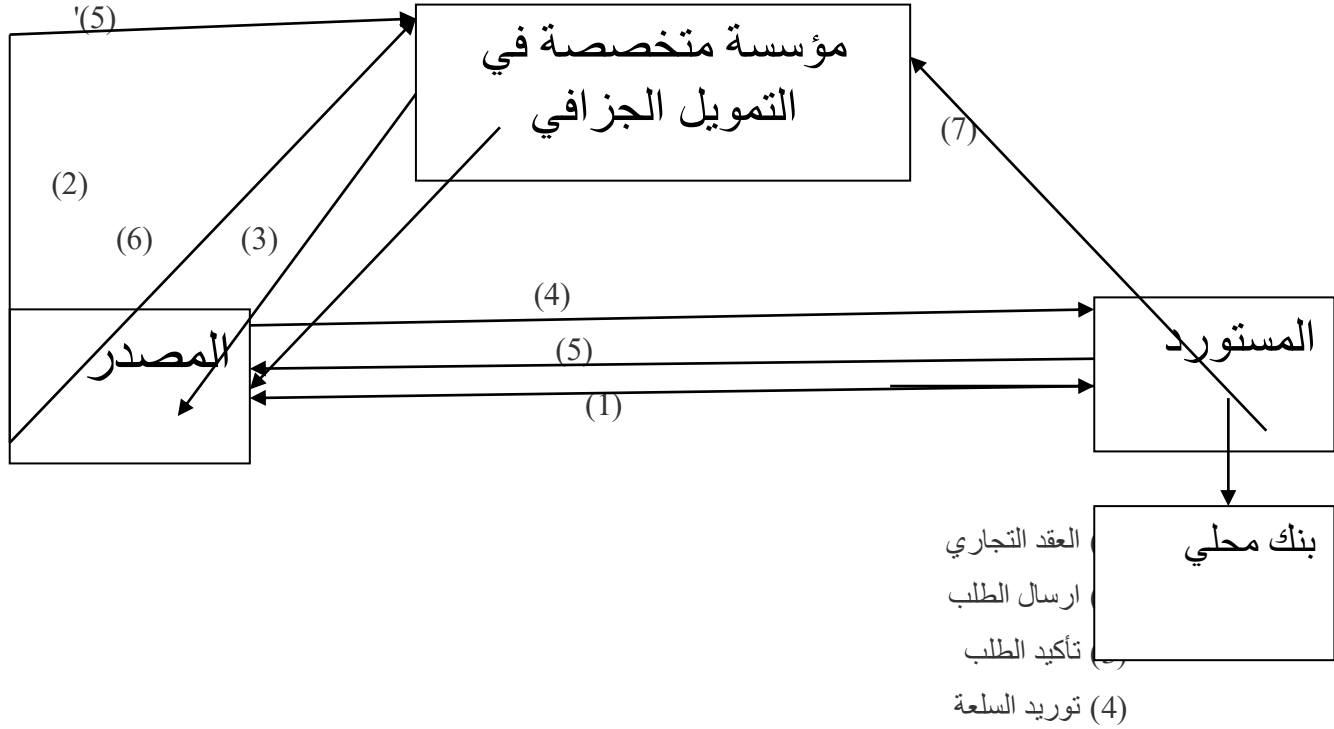 (5)'
مؤسسة متخصصة في
التمويل الجزافي
(7)
(2)
(6)
(3)
(4)
المصدر
المستورد
(5)
(1)
بنك محلي
) العقد التجاري
) ارسال الطلب
) تأكيد الطلب
(4) توريد السلعة